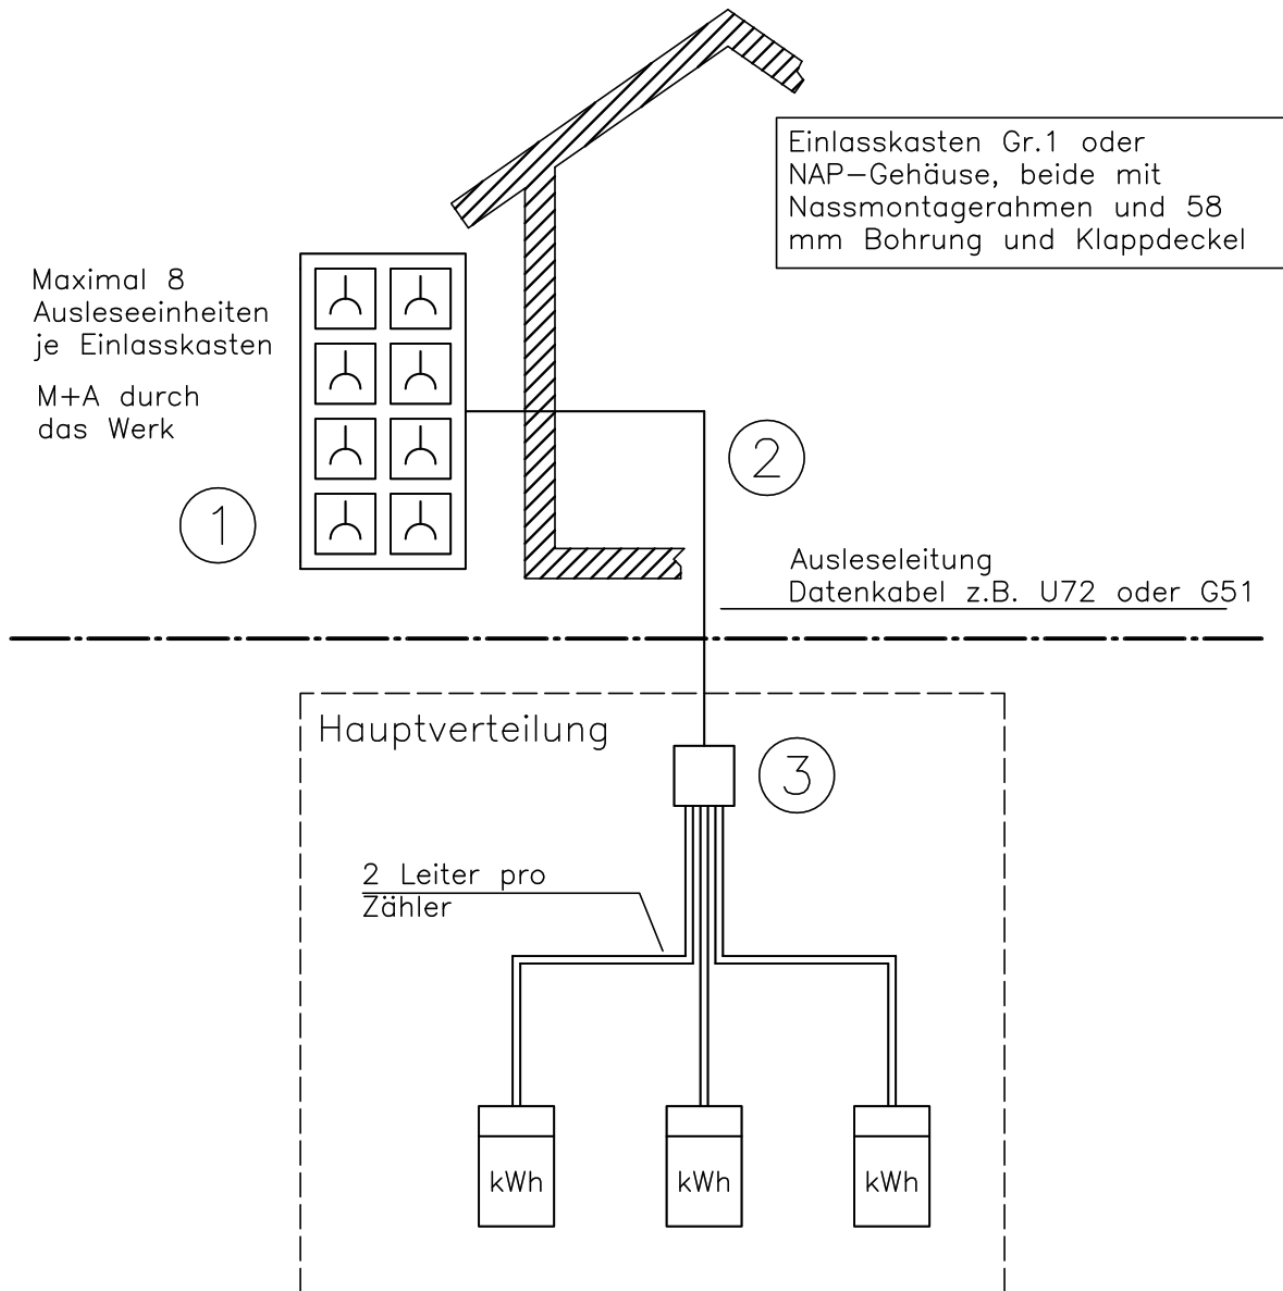 Einlasskasten Gr.1 oder
NAP-Gehäuse, beide mit
Nassmontagerahmen und 58
mm Bohrung und Klappdeckel
Maximal 8
Ausleseeinheiten
je Einlasskasten
M+A durch
das Werk
1
2
Ausleseleitung
Datenkabel z.B. U72 oder G51
Hauptverteilung
3
2 Leiter pro
Zähler
kWh
kWh
kWh